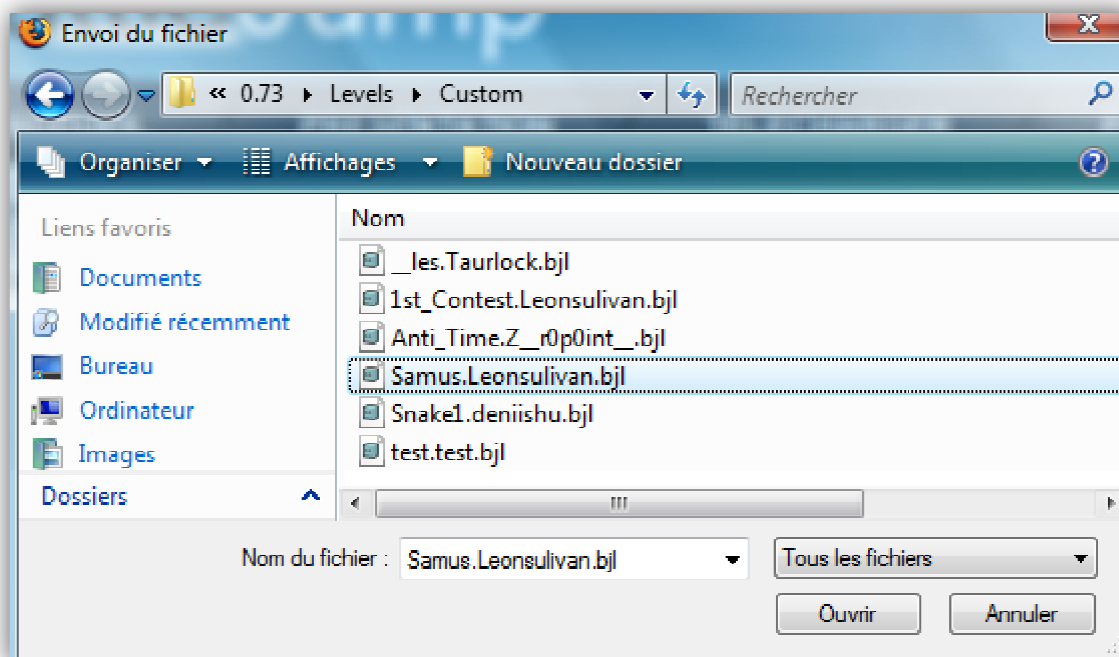 Envoi du fichier
« 0.73 Levels Custom
Rechercher
Organiser Affichages Nouveau dossier
Liens favoris
Documents
Modifié récemment
Bureau
Ordinateur
Images
Dossiers
Nom
__les.Taurlock.bjl
1st_Contest.Leonsulivan.bjl
Anti_Time.Z__r0p0int__.bjl
Samus.Leonsulivan.bjl
Snake1.deniishu.bjl
test.test.bjl
Nom du fichier : Samus.Leonsulivan.bjl
Tous les fichiers
Ouvrir Annuler